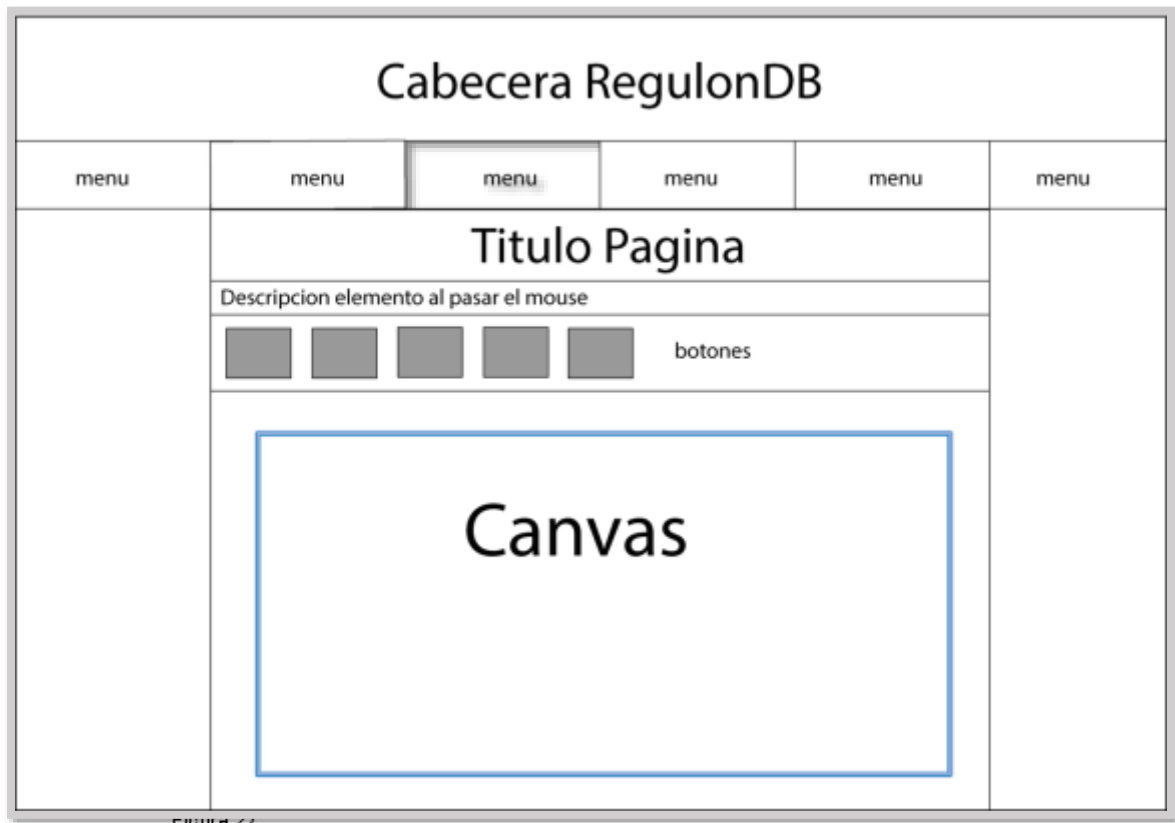 Cabecera RegulonDB
menu menu menu menu menu menu
Titulo Pagina
Descripcion elemento al pasar el mouse
botones
Canvas